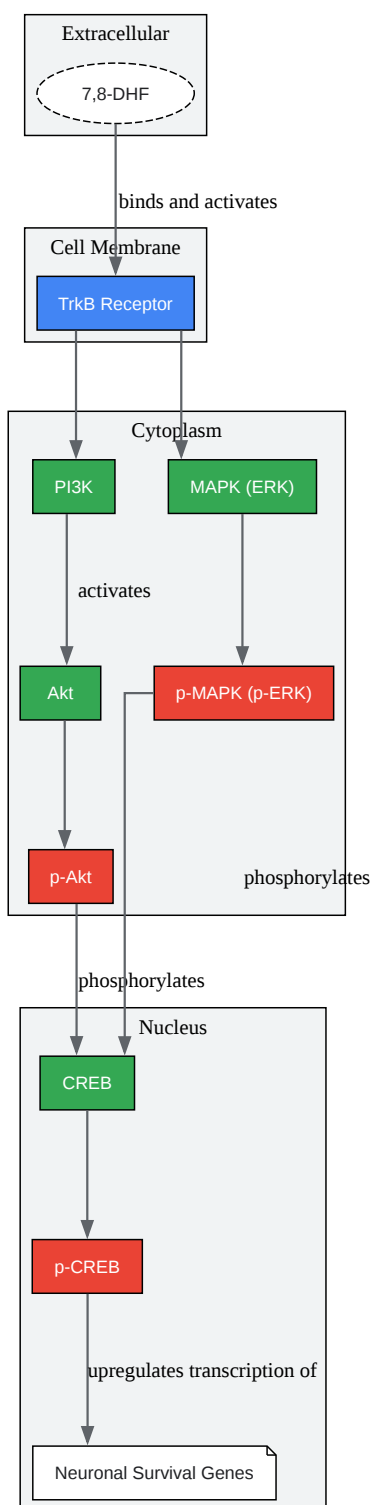 Extracellular
7,8-DHF
binds and activates
Cell Membrane
TrkB Receptor
Cytoplasm
PI3K
MAPK (ERK)
activates
Akt
p-MAPK (p-ERK)
p-Akt
phosphorylates
phosphorylates
Nucleus
CREB
p-CREB
upregulates transcription of
Neuronal Survival Genes